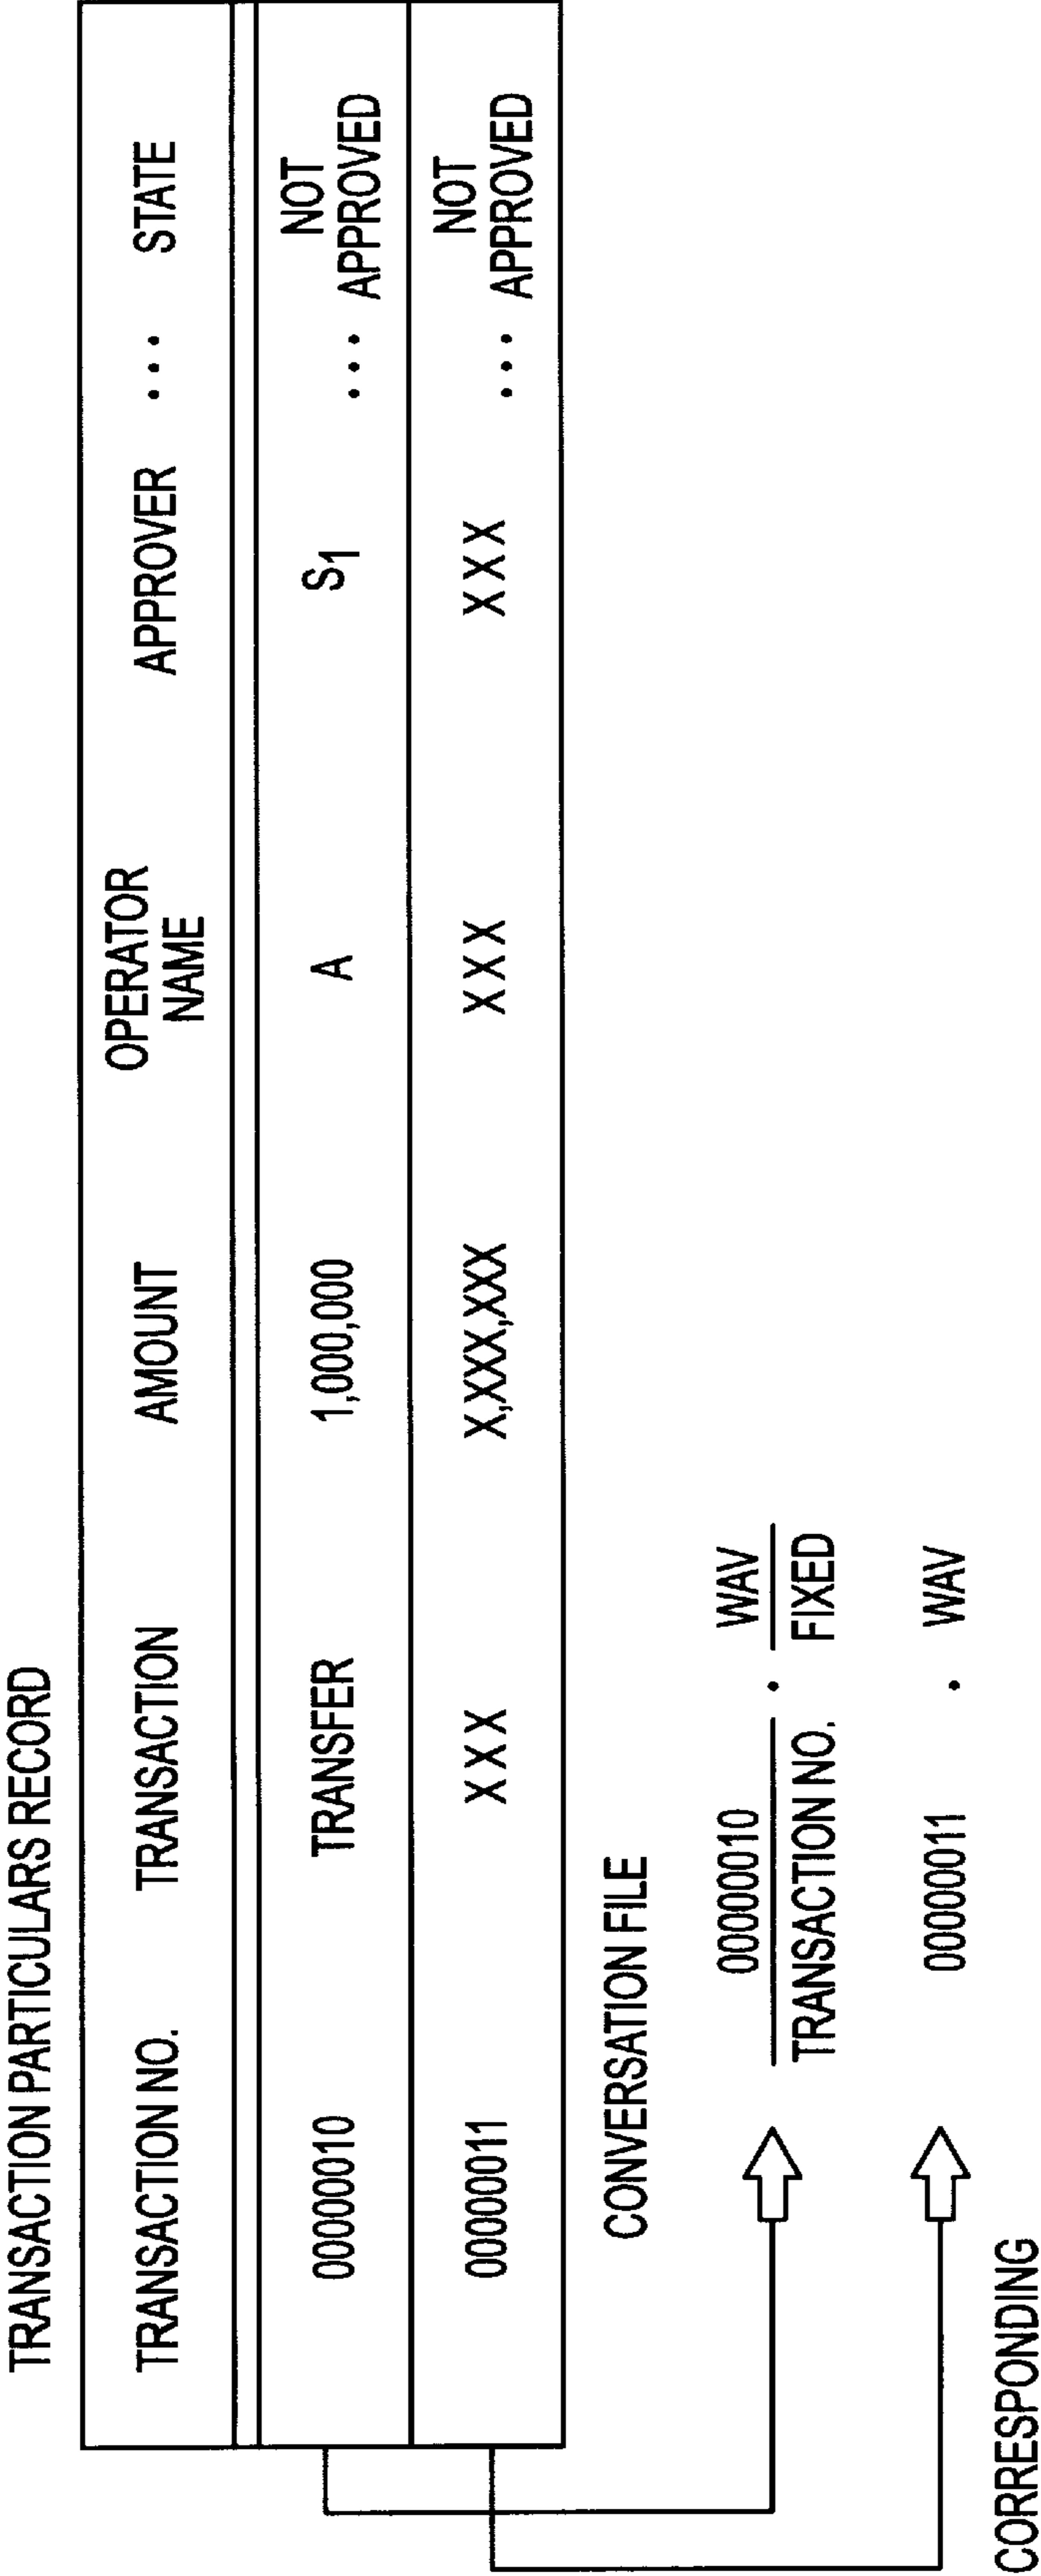 TRANSACTION PARTICULARS RECORD
TRANSACTION NO. TRANSACTION AMOUNT OPERATOR NAME APPROVER ... STATE
00000010 TRANSFER 1,000,000 A S1 ... NOT APPROVED
00000011 XXX X,XXX,XXX XXX XXX ... NOT APPROVED
CONVERSATION FILE
00000010 . WAV
TRANSACTION NO. FIXED
00000011 . WAV
CORRESPONDING